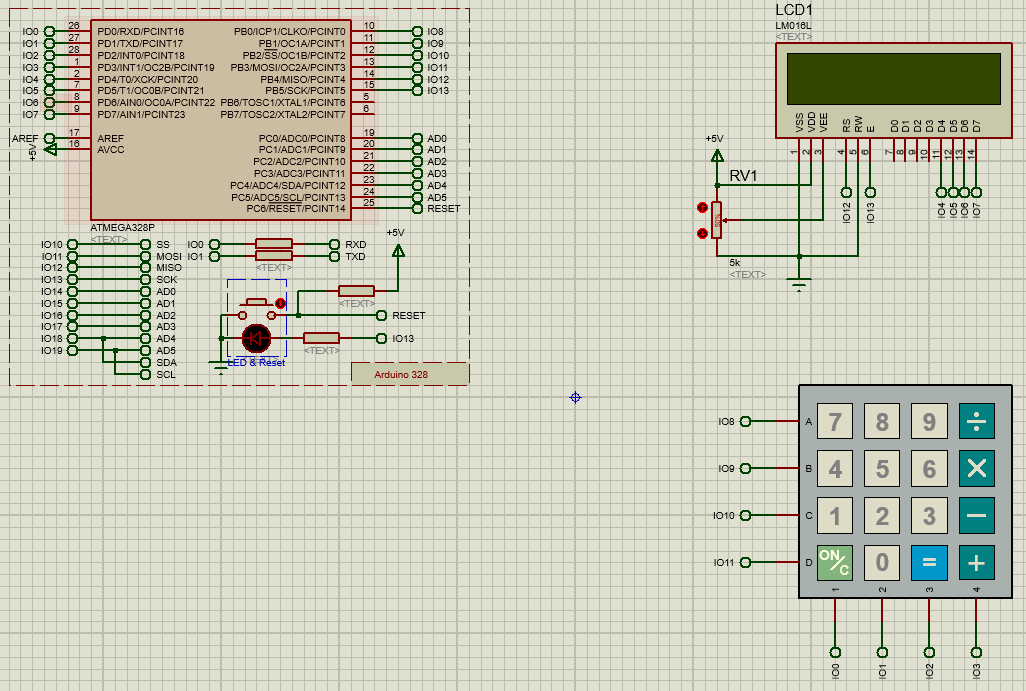 IO0 26 PD0/RXD/PCINT16 PB0/ICP1/CLKO/PCINT0 10 IO8
IO1 27 PD1/TXD/PCINT17 PB1/OC1A/PCINT1 11 IO9
IO2 28 PD2/INT0/PCINT18 PB2/SS/OC1B/PCINT2 12 IO10
IO3 1 PD3/INT1/OC2B/PCINT19 PB3/MOSI/OC2A/PCINT3 13 IO11
IO4 2 PD4/T0/XCK/PCINT20 PB4/MISO/PCINT4 14 IO12
IO5 7 PD5/T1/OC0B/PCINT21 PB5/SCK/PCINT5 15 IO13
IO6 8 PD6/AIN0/OC0A/PCINT22 PB6/TOSC1/XTAL1/PCINT6 5
IO7 9 PD7/AIN1/PCINT23 PB7/TOSC2/XTAL2/PCINT7 6
AREF 17 AREF PC0/ADC0/PCINT8 19 AD0
+5V 16 AVCC PC1/ADC1/PCINT9 20 AD1
PC2/ADC2/PCINT10 21 AD2
PC3/ADC3/PCINT11 22 AD3
PC4/ADC4/SDA/PCINT12 23 AD4
PC5/ADC5/SCL/PCINT13 24 AD5
PC6/RESET/PCINT14 25 RESET
ATMEGA328P
<TEXT>
IO10 SS
IO11 MOSI
IO12 MISO
IO13 SCK
IO14 AD0
IO15 AD1
IO16 AD2
IO17 AD3
IO18 AD4
IO19 AD5
SDA
SCL
IO0 RXD
IO1 TXD
<TEXT>
+5V
<TEXT>
RESET
IO13
<TEXT>
LED & Reset
Arduino 328
LCD1
LM016L
<TEXT>
VSS VDD VEE RS RW E D0 D1 D2 D3 D4 D5 D6 D7
1 2 3 4 5 6 7 8 9 10 11 12 13 14
IO12 IO13 IO4 IO5 IO6 IO7
+5V
RV1
50%
5k
<TEXT>
IO8 A 7 8 9 ÷
IO9 B 4 5 6 ×
IO10 C 1 2 3 −
IO11 D ON/C 0 = +
1 2 3 4
IO0 IO1 IO2 IO3